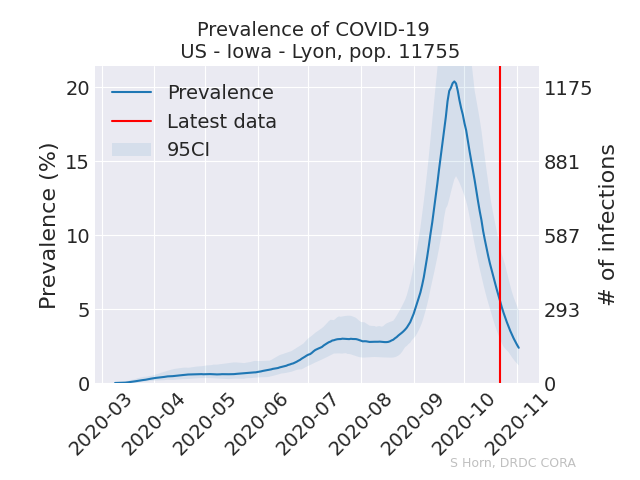 Prevalence of COVID-19
US - Iowa - Lyon, pop. 11755
Prevalence
Latest data
95CI
Prevalence (%)
20
15
10
5
0
1175
881
587
293
0
# of infections
2020-03
2020-04
2020-05
2020-06
2020-07
2020-08
2020-09
2020-10
2020-11
S Horn, DRDC CORA